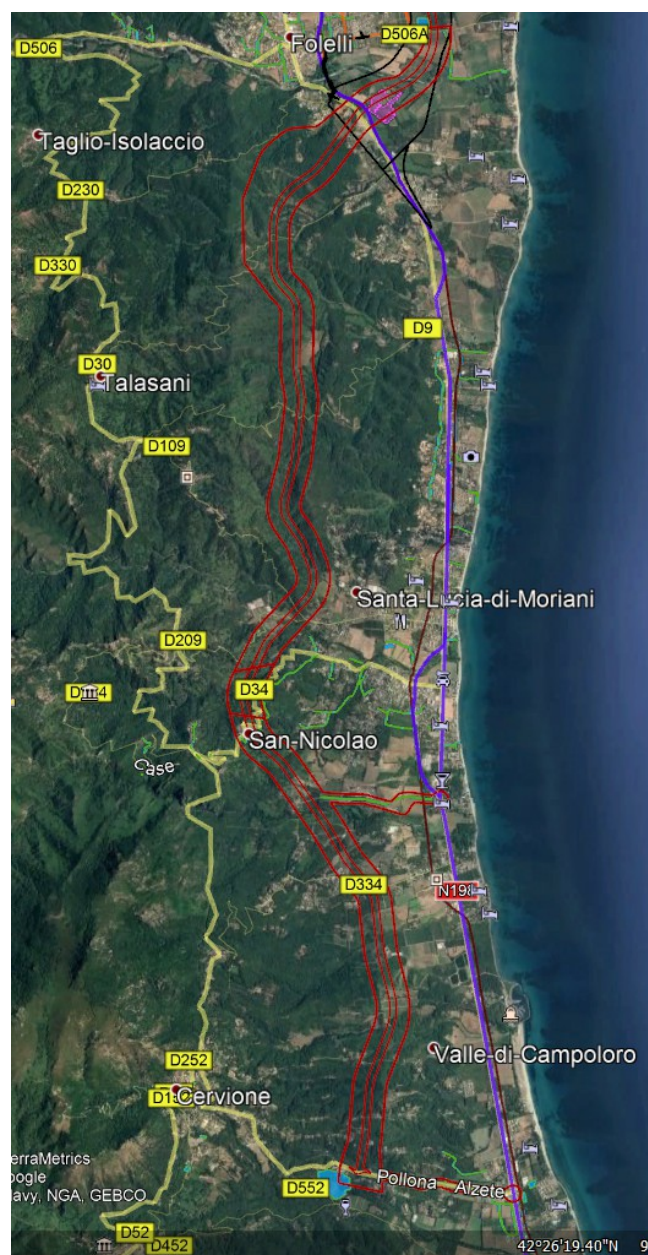 D506A
D506
Folelli
Taglio-Isolaccio
D230
D330
D9
D30
Talasani
D109
Santa-Lucia-di-Moriani
D209
D34
San-Nicolao
Case
D334
Valle-di-Campoloro
D252
Cervione
Pollona Alzete
D552
D52
D452
42°26'19.40"N 9